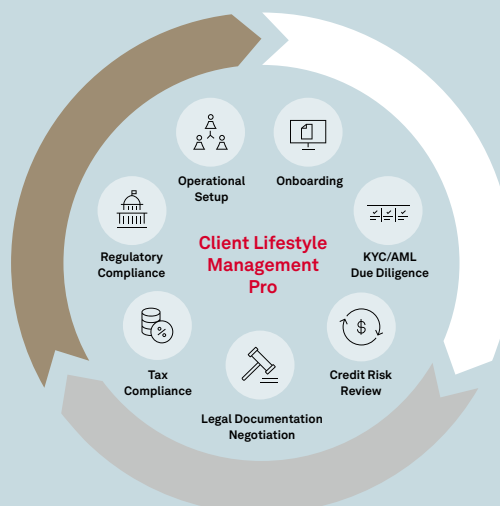 Operational
Setup
Onboarding
Regulatory
Compliance
Client Lifestyle
Management
Pro
KYC/AML
Due Diligence
Tax
Compliance
Credit Risk
Review
Legal Documentation
Negotiation
$
%